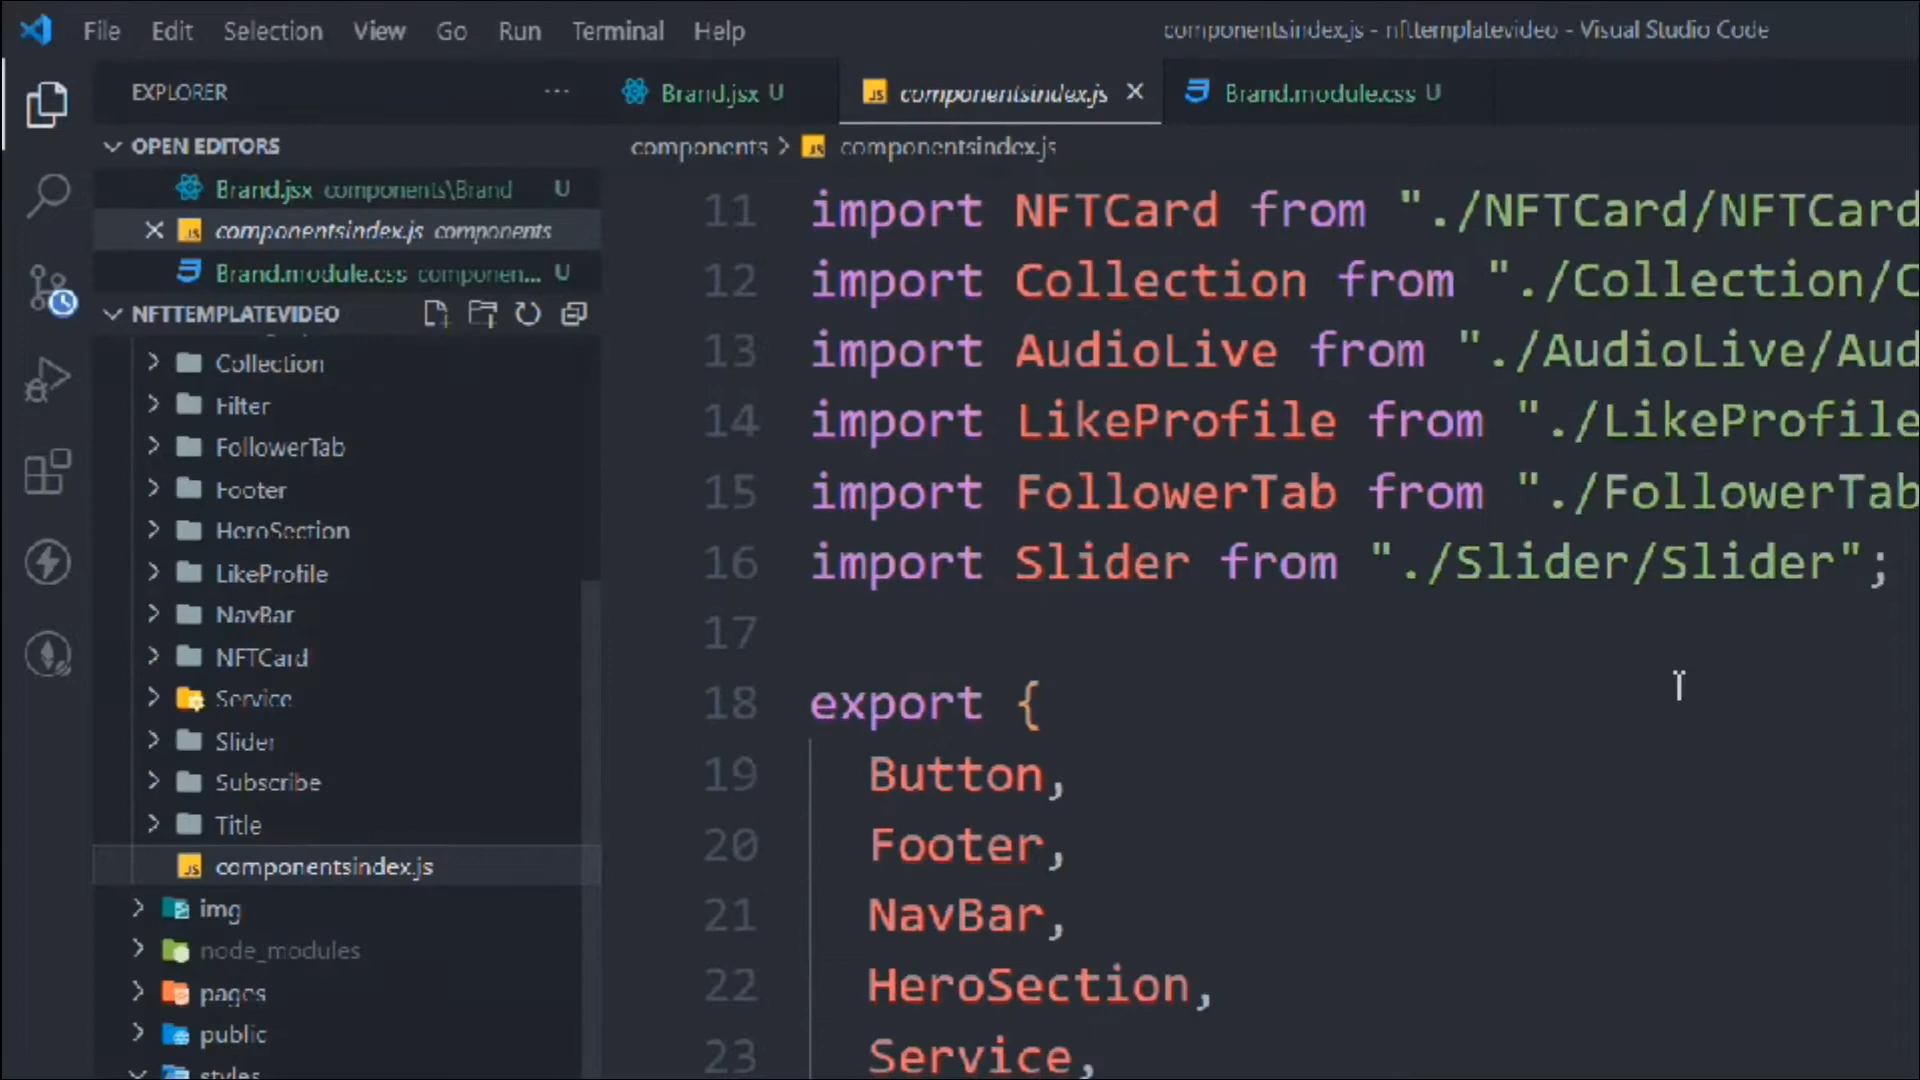 File Edit Selection View Go Run Terminal Help
componentsindex.js - nfttemplatevideo - Visual Studio Code
EXPLORER
Brand.jsx U
componentsindex.js
Brand.module.css U
OPEN EDITORS
Brand.jsx components\Brand U
componentsindex.js components
Brand.module.css componen... U
NFTTEMPLATEVIDEO
Collection
Filter
FollowerTab
Footer
HeroSection
LikeProfile
NavBar
NFTCard
Service
Slider
Subscribe
Title
componentsindex.js
img
node_modules
pages
public
styles
components > componentsindex.js
11 import NFTCard from "./NFTCard/NFTCard
12 import Collection from "./Collection/C
13 import AudioLive from "./AudioLive/Aud
14 import LikeProfile from "./LikeProfile
15 import FollowerTab from "./FollowerTab
16 import Slider from "./Slider/Slider";
17
18 export {
19 Button,
20 Footer,
21 NavBar,
22 HeroSection,
23 Service,